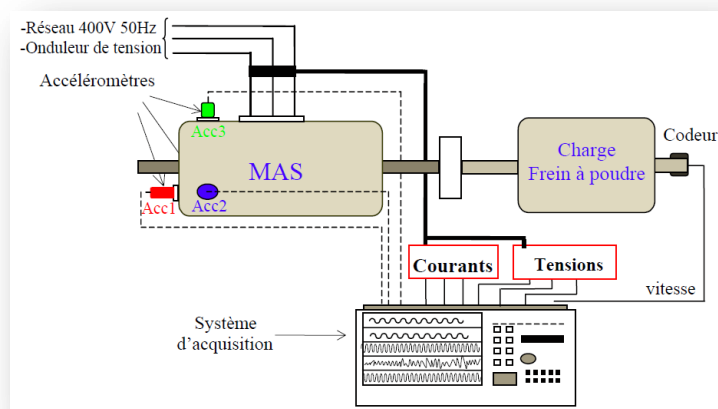 -Réseau 400V 50Hz
-Onduleur de tension
Accéléromètres
Acc3
MAS
Acc1
Acc2
Charge
Frein à poudre
Codeur
Courants
Tensions
vitesse
Système
d'acquisition